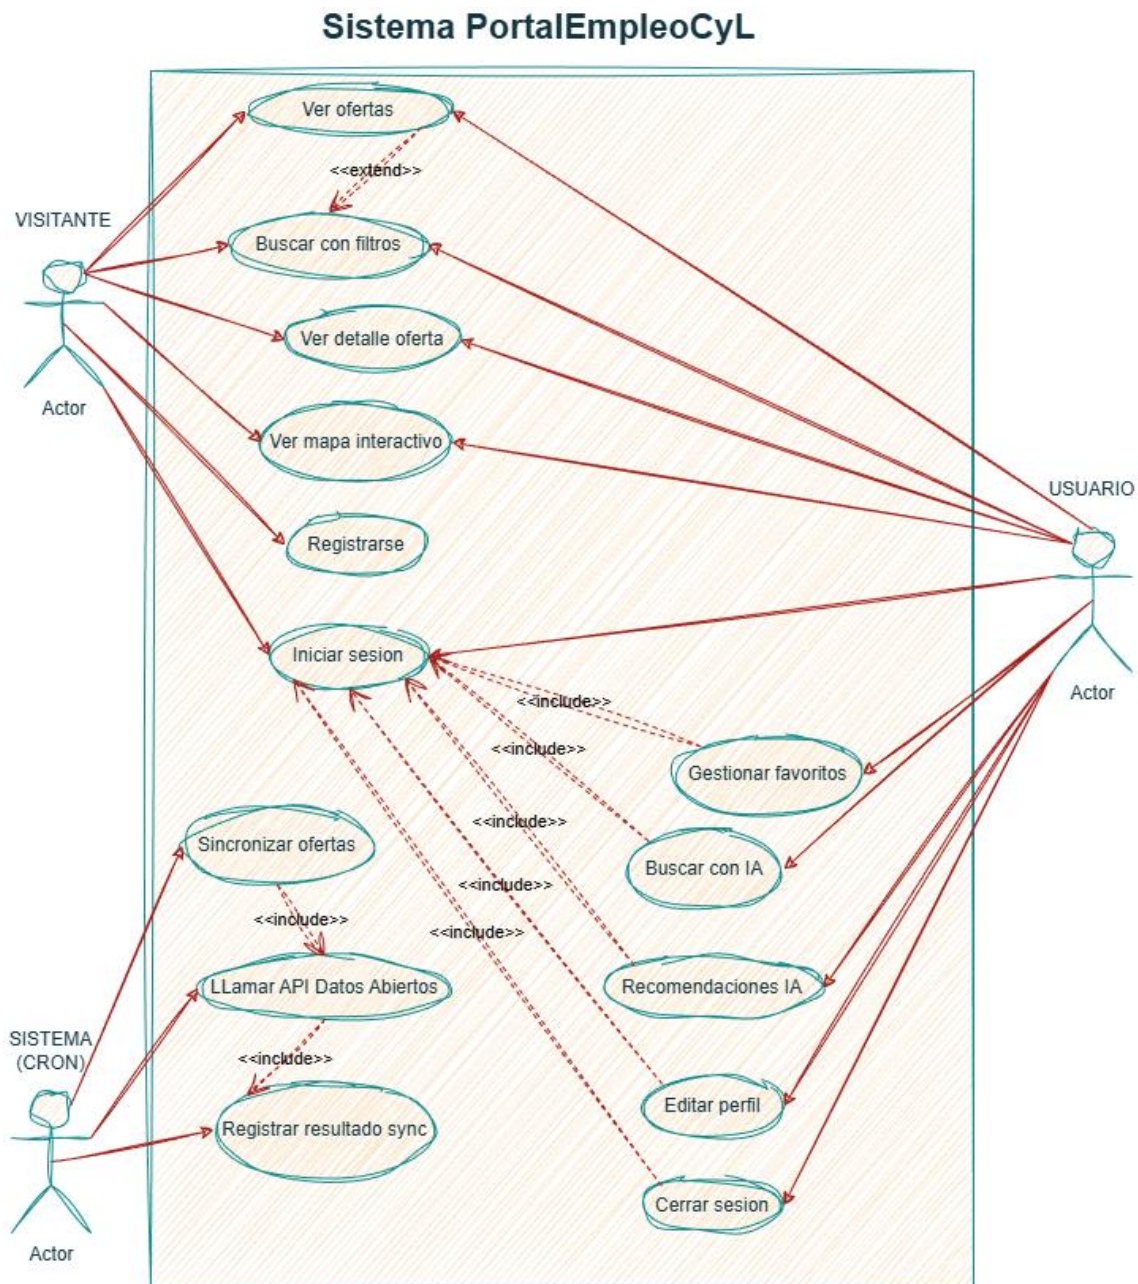 Sistema PortalEmpleoCyL
Ver ofertas
<<extend>>
VISITANTE
Buscar con filtros
Ver detalle oferta
Actor
Ver mapa interactivo
USUARIO
Registrarse
Iniciar sesion
Actor
<<include>>
<<include>>
Gestionar favoritos
<<include>>
Sincronizar ofertas
Buscar con IA
<<include>>
<<include>>
<<include>>
LLamar API Datos Abiertos
Recomendaciones IA
SISTEMA
(CRON)
<<include>>
Editar perfil
Registrar resultado sync
Cerrar sesion
Actor